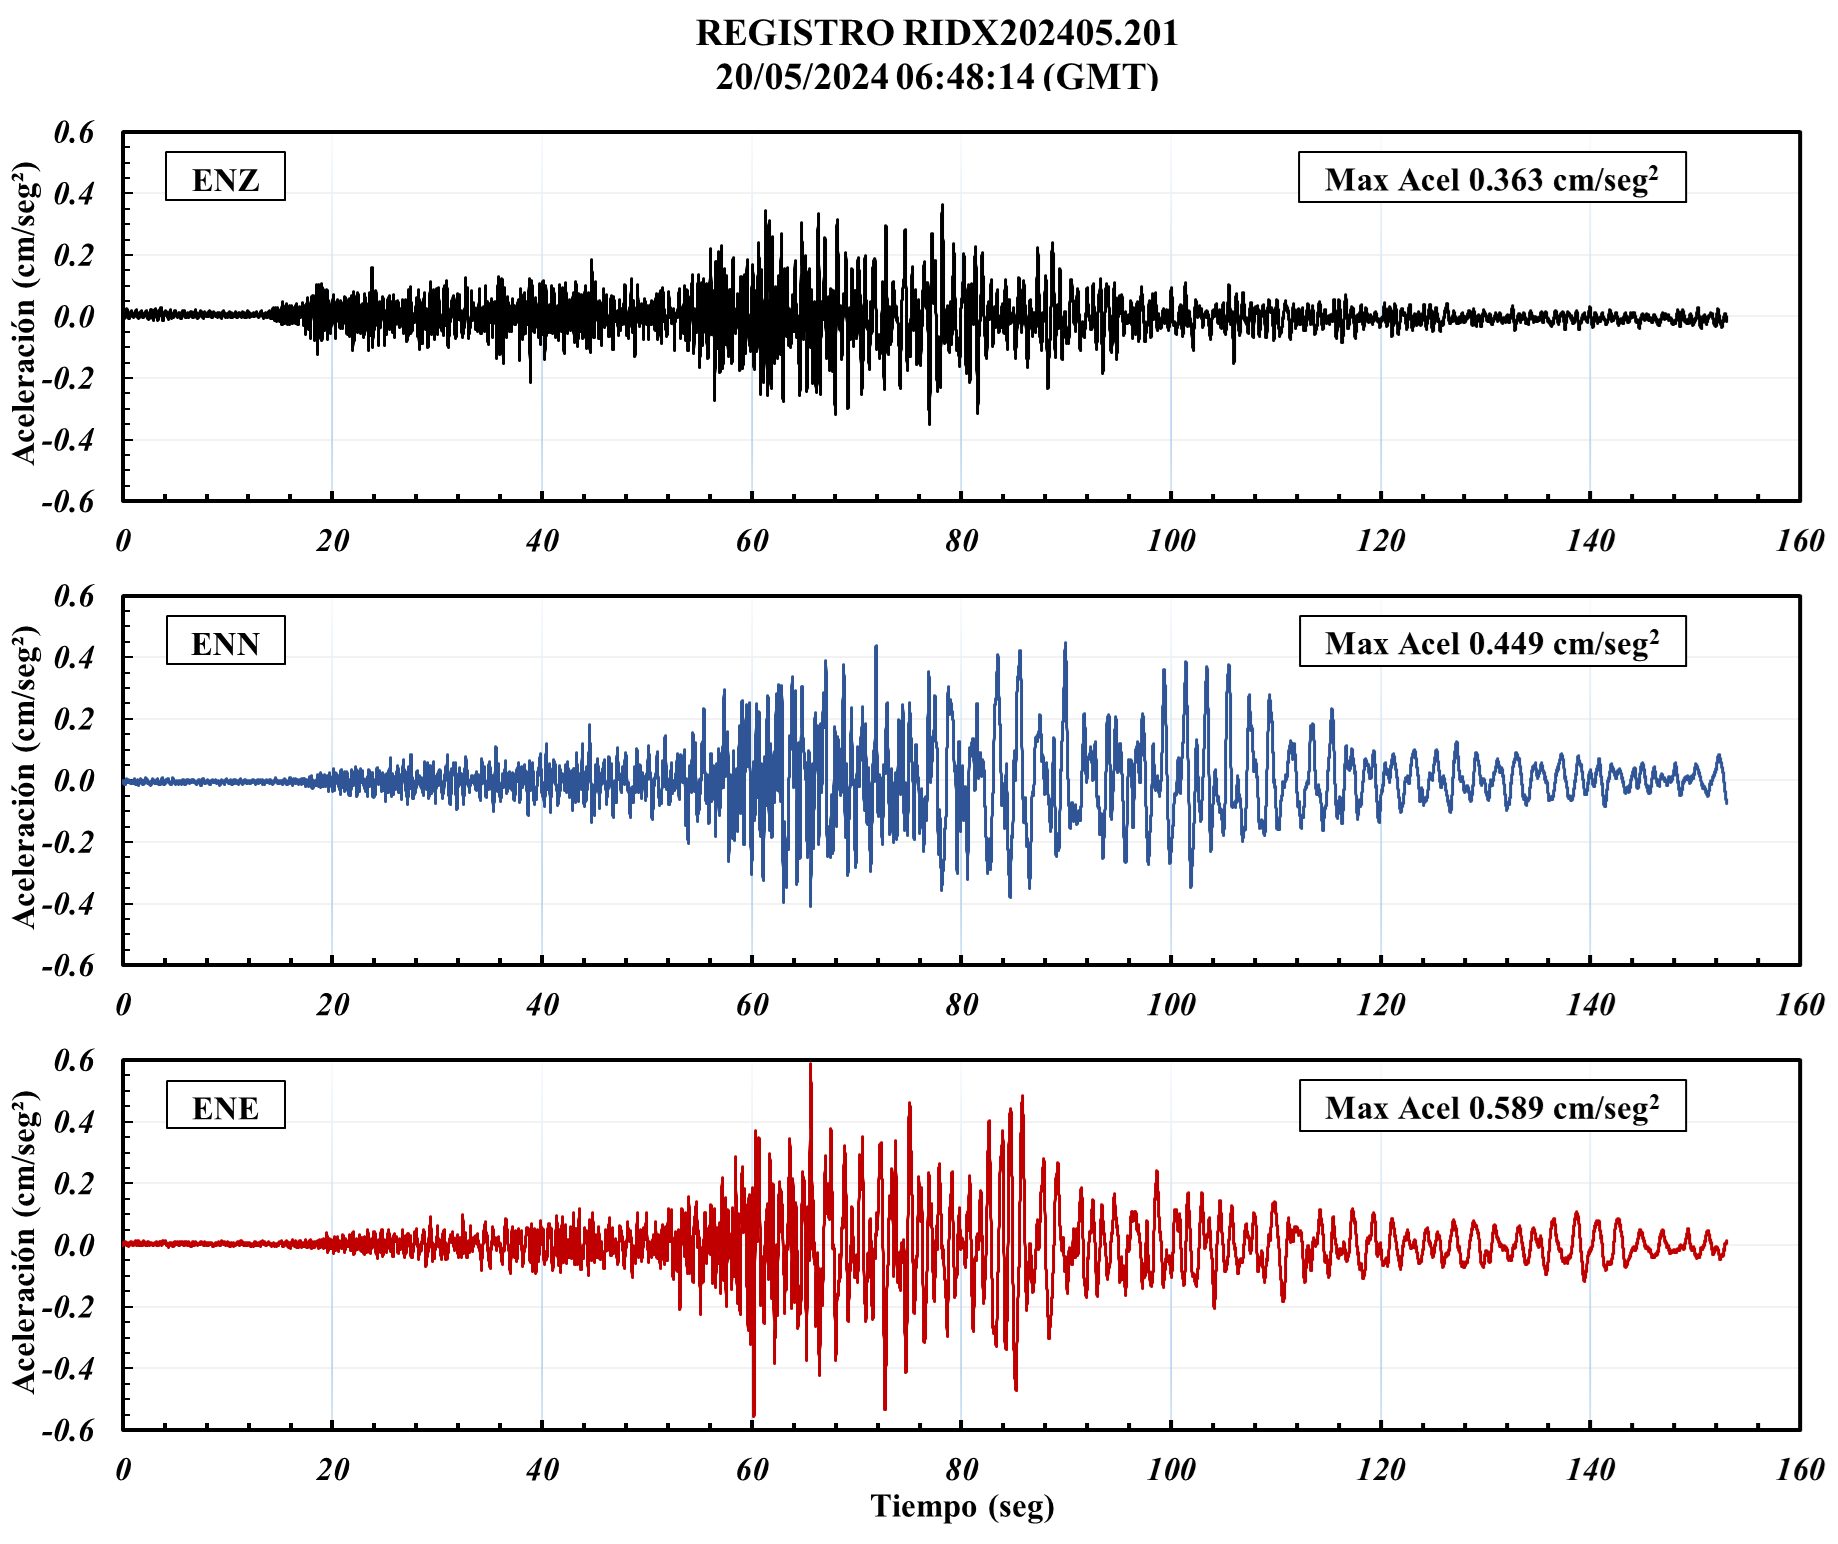 REGISTRO RIDX202405.201
20/05/2024 06:48:14 (GMT)
Aceleración (cm/seg²)
0.6
0.4
0.2
0.0
-0.2
-0.4
-0.6
ENZ
Max Acel 0.363 cm/seg²
0 20 40 60 80 100 120 140 160
Aceleración (cm/seg²)
0.6
0.4
0.2
0.0
-0.2
-0.4
-0.6
ENN
Max Acel 0.449 cm/seg²
0 20 40 60 80 100 120 140 160
Aceleración (cm/seg²)
0.6
0.4
0.2
0.0
-0.2
-0.4
-0.6
ENE
Max Acel 0.589 cm/seg²
0 20 40 60 80 100 120 140 160
Tiempo (seg)